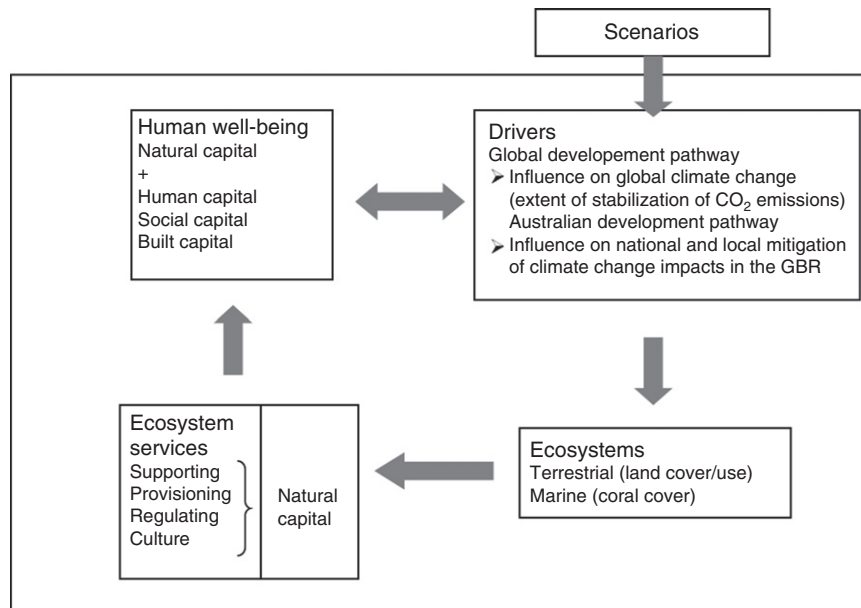 Scenarios
Human well-being
Natural capital
+
Human capital
Social capital
Built capital
Drivers
Global developement pathway
➢ Influence on global climate change
(extent of stabilization of CO₂ emissions)
Australian development pathway
➢ Influence on national and local mitigation
of climate change impacts in the GBR
Ecosystem
services
Supporting
Provisioning
Regulating
Culture
Natural
capital
Ecosystems
Terrestrial (land cover/use)
Marine (coral cover)